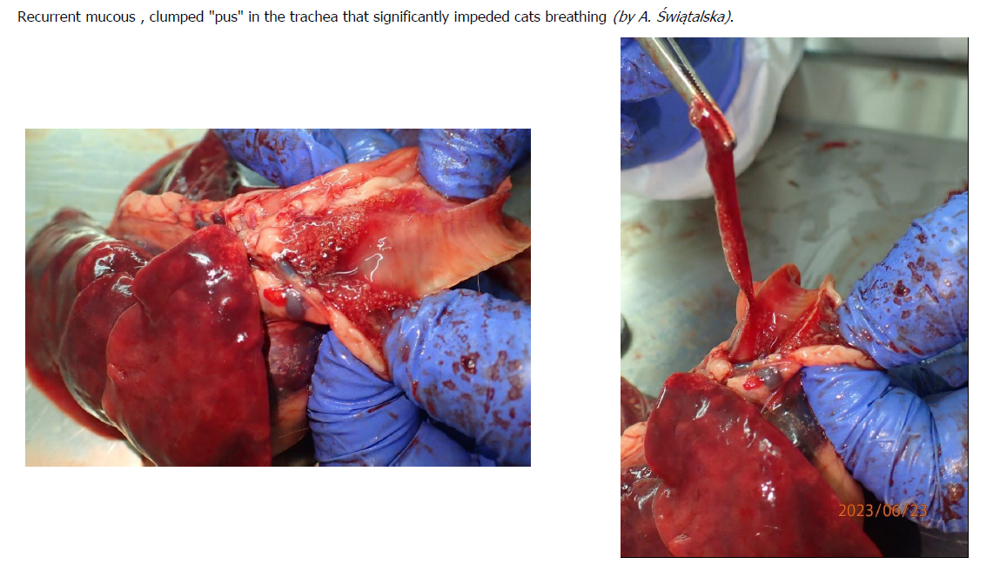 Recurrent mucous , clumped "pus" in the trachea that significantly impeded cats breathing (by A. Świątalska).
2023/06/23